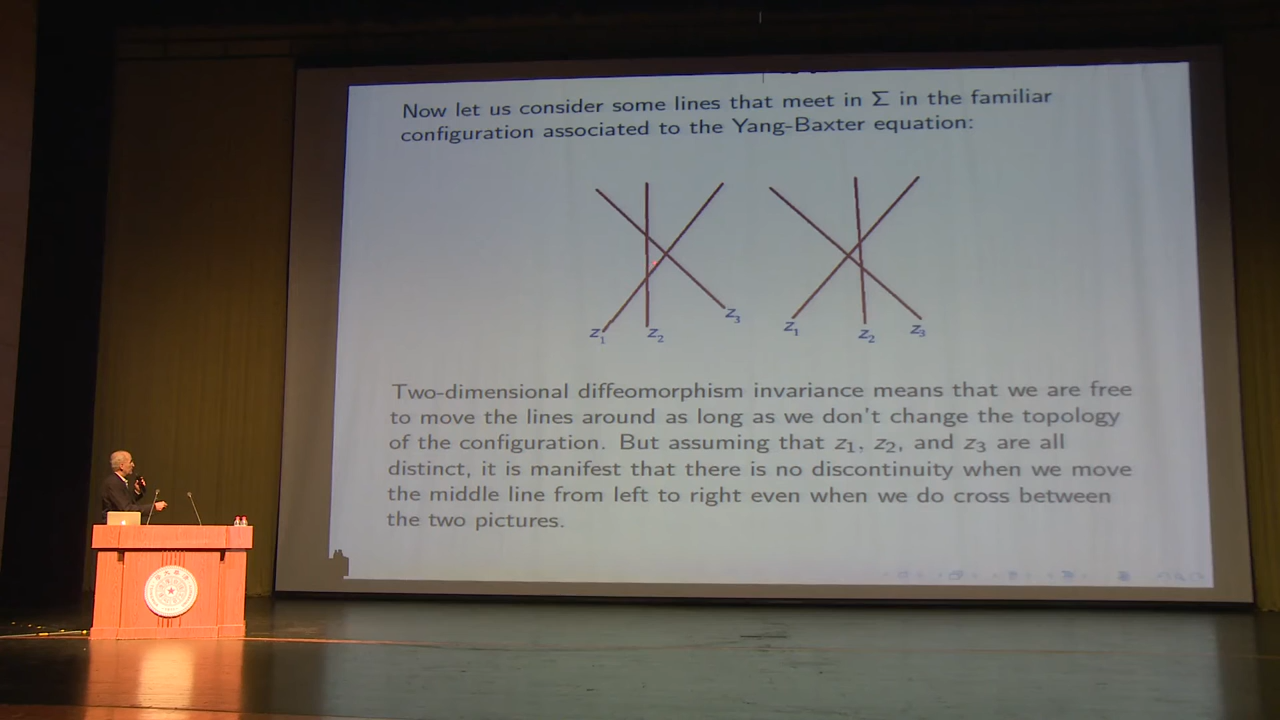 Now let us consider some lines that meet in Σ in the familiar
configuration associated to the Yang-Baxter equation:
z₁ z₂ z₃ z₁ z₂ z₃
Two-dimensional diffeomorphism invariance means that we are free
to move the lines around as long as we don't change the topology
of the configuration. But assuming that z₁, z₂, and z₃ are all
distinct, it is manifest that there is no discontinuity when we move
the middle line from left to right even when we do cross between
the two pictures.